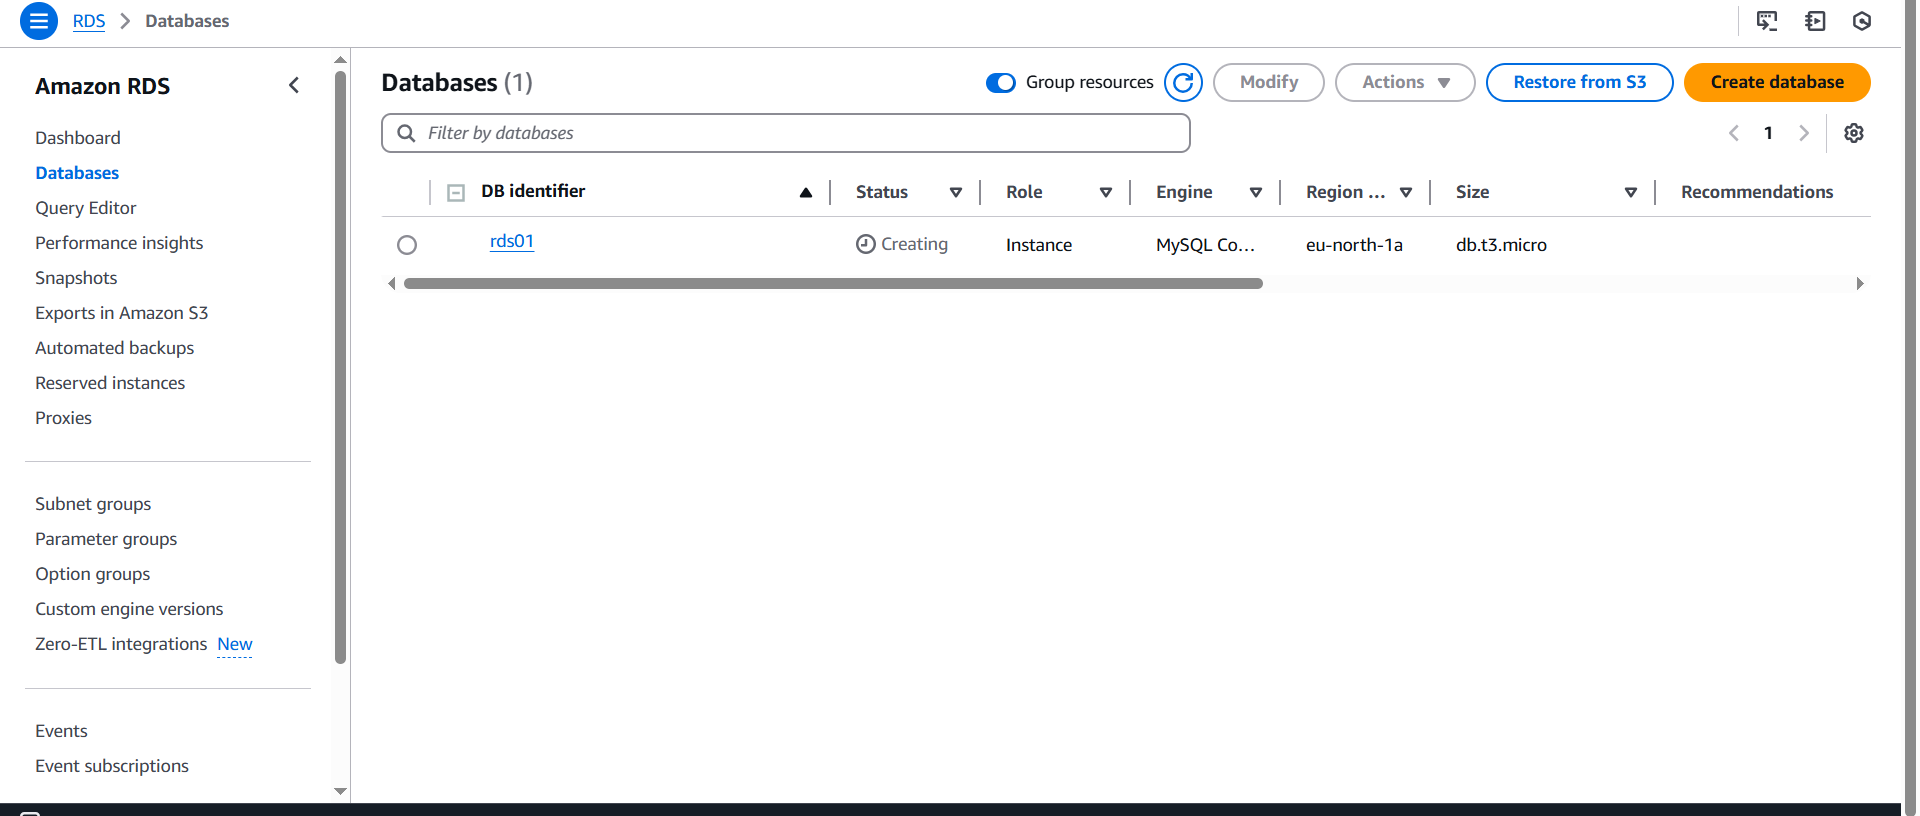 RDS > Databases
Amazon RDS
Dashboard
Databases
Query Editor
Performance insights
Snapshots
Exports in Amazon S3
Automated backups
Reserved instances
Proxies
Subnet groups
Parameter groups
Option groups
Custom engine versions
Zero-ETL integrations New
Events
Event subscriptions
Databases (1)
Group resources
Modify
Actions
Restore from S3
Create database
Filter by databases
1
DB identifier Status Role Engine Region ... Size Recommendations
rds01 Creating Instance MySQL Co... eu-north-1a db.t3.micro